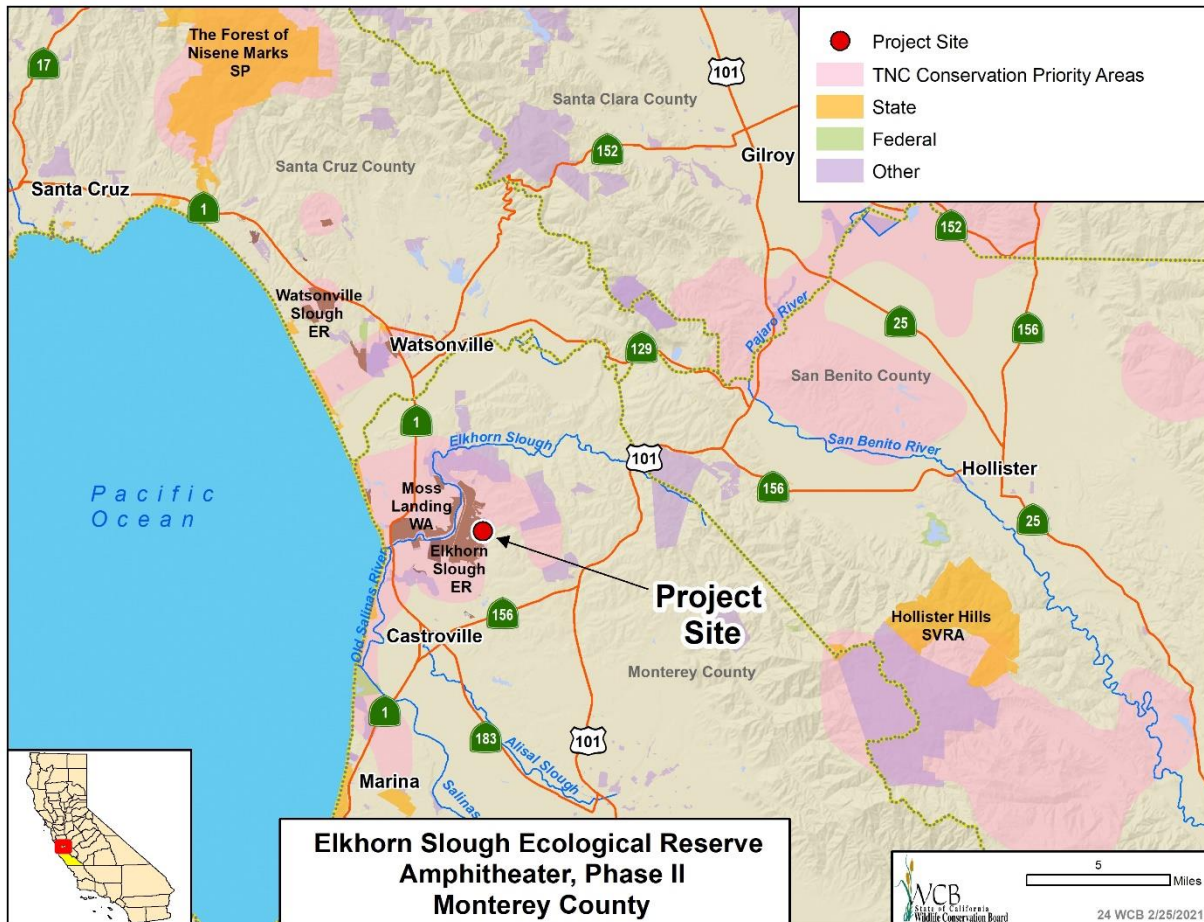 The Forest of
Nisene Marks
SP
17
101
Project Site
TNC Conservation Priority Areas
State
Federal
Other
Santa Clara County
152
Gilroy
Santa Cruz County
Santa Cruz
1
152
Watsonville
Slough
ER
Watsonville
129
Pajaro River
25
156
San Benito County
1
Elkhorn Slough
101
San Benito River
Hollister
156
Pacific
Ocean
Moss
Landing
WA
Elkhorn
Slough
ER
25
Project
Site
Old Salinas River
156
Castroville
Hollister Hills
SVRA
Monterey County
1
183
101
Alisal Slough
Marina
Salinas
Elkhorn Slough Ecological Reserve
Amphitheater, Phase II
Monterey County
WCB
State of California
Wildlife Conservation Board
5
Miles
24 WCB 2/25/2021